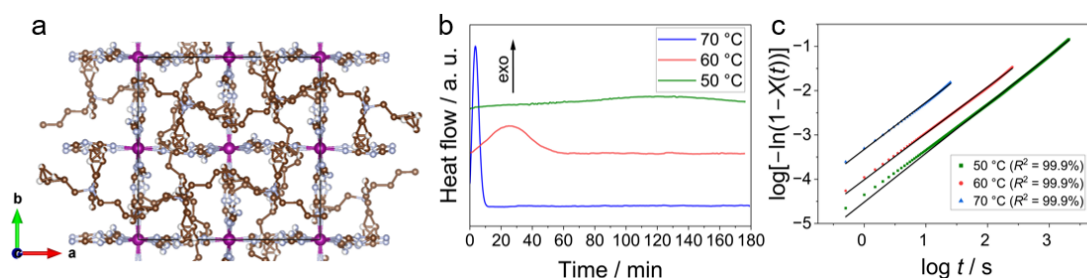 a
b
a
b
Heat flow / a. u.
exo
70 °C
60 °C
50 °C
0 20 40 60 80 100 120 140 160 180
Time / min
c
log[−ln(1−X(t))]
−1
−2
−3
−4
−5
50 °C (R² = 99.9%)
60 °C (R² = 99.9%)
70 °C (R² = 99.9%)
0 1 2 3
log t / s